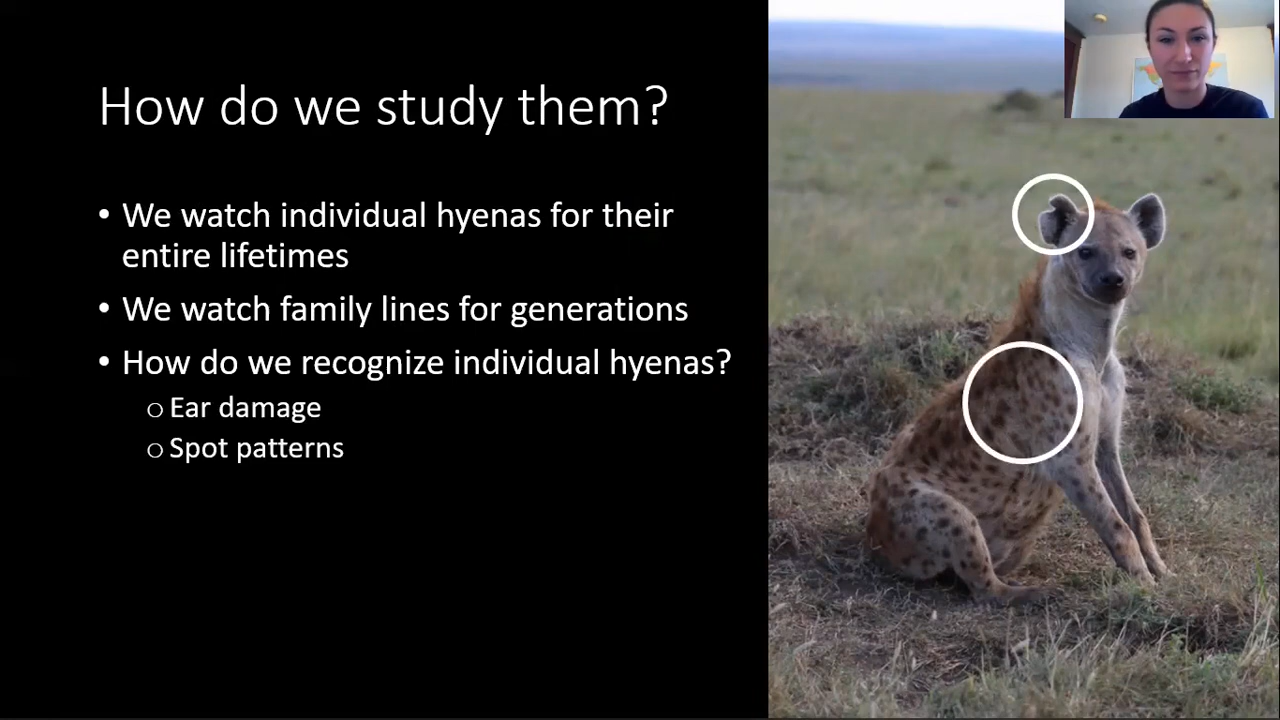 How do we study them?
• We watch individual hyenas for their
entire lifetimes
• We watch family lines for generations
• How do we recognize individual hyenas?
o Ear damage
o Spot patterns